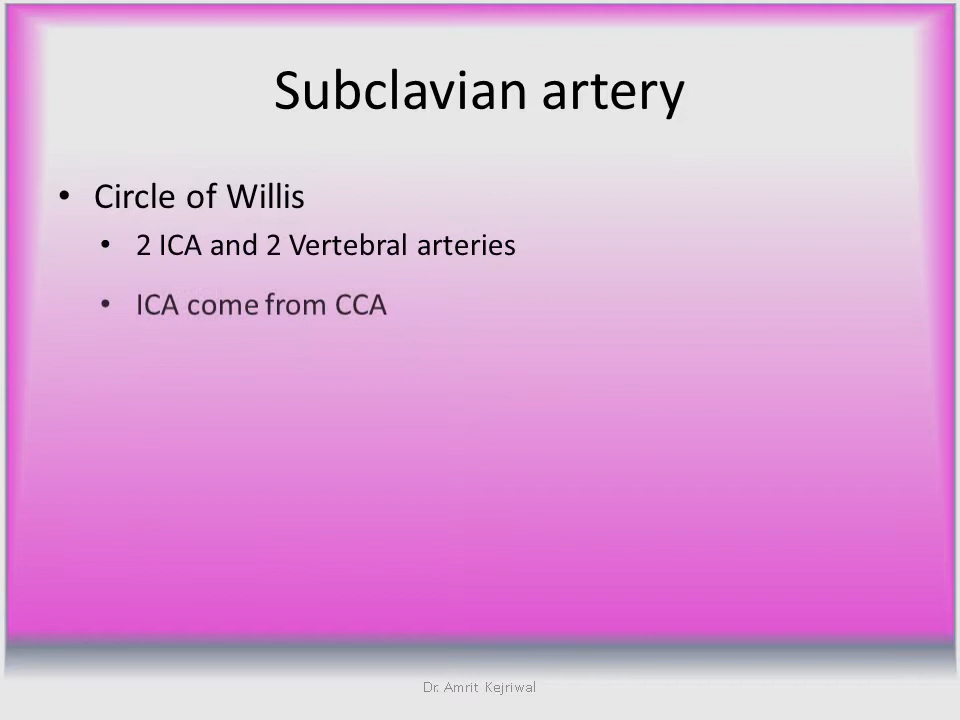 Subclavian artery
• Circle of Willis
• 2 ICA and 2 Vertebral arteries
• ICA come from CCA
Dr. Amrit Kejriwal